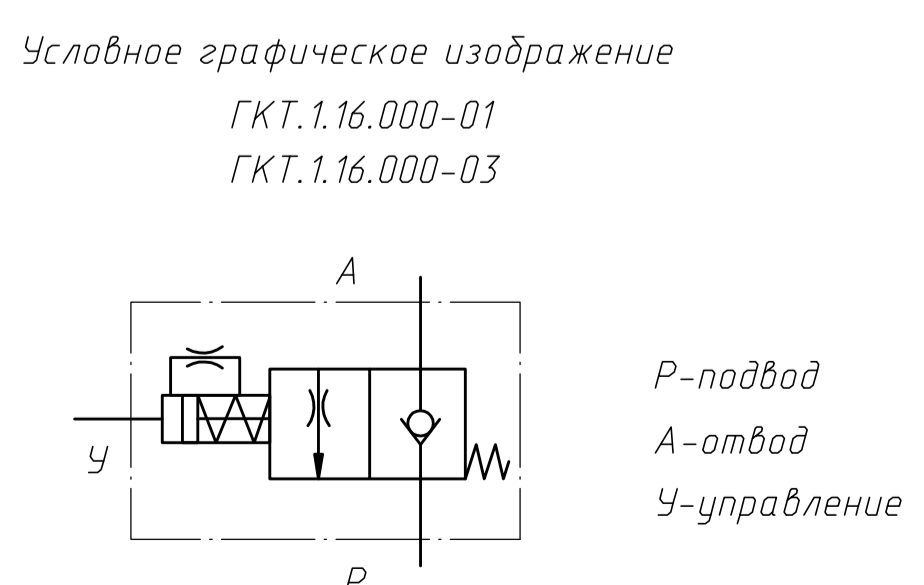 Условное графическое изображение
ГКТ.1.16.000-01
ГКТ.1.16.000-03
А
У
Р
Р-подвод
А-отвод
У-управление